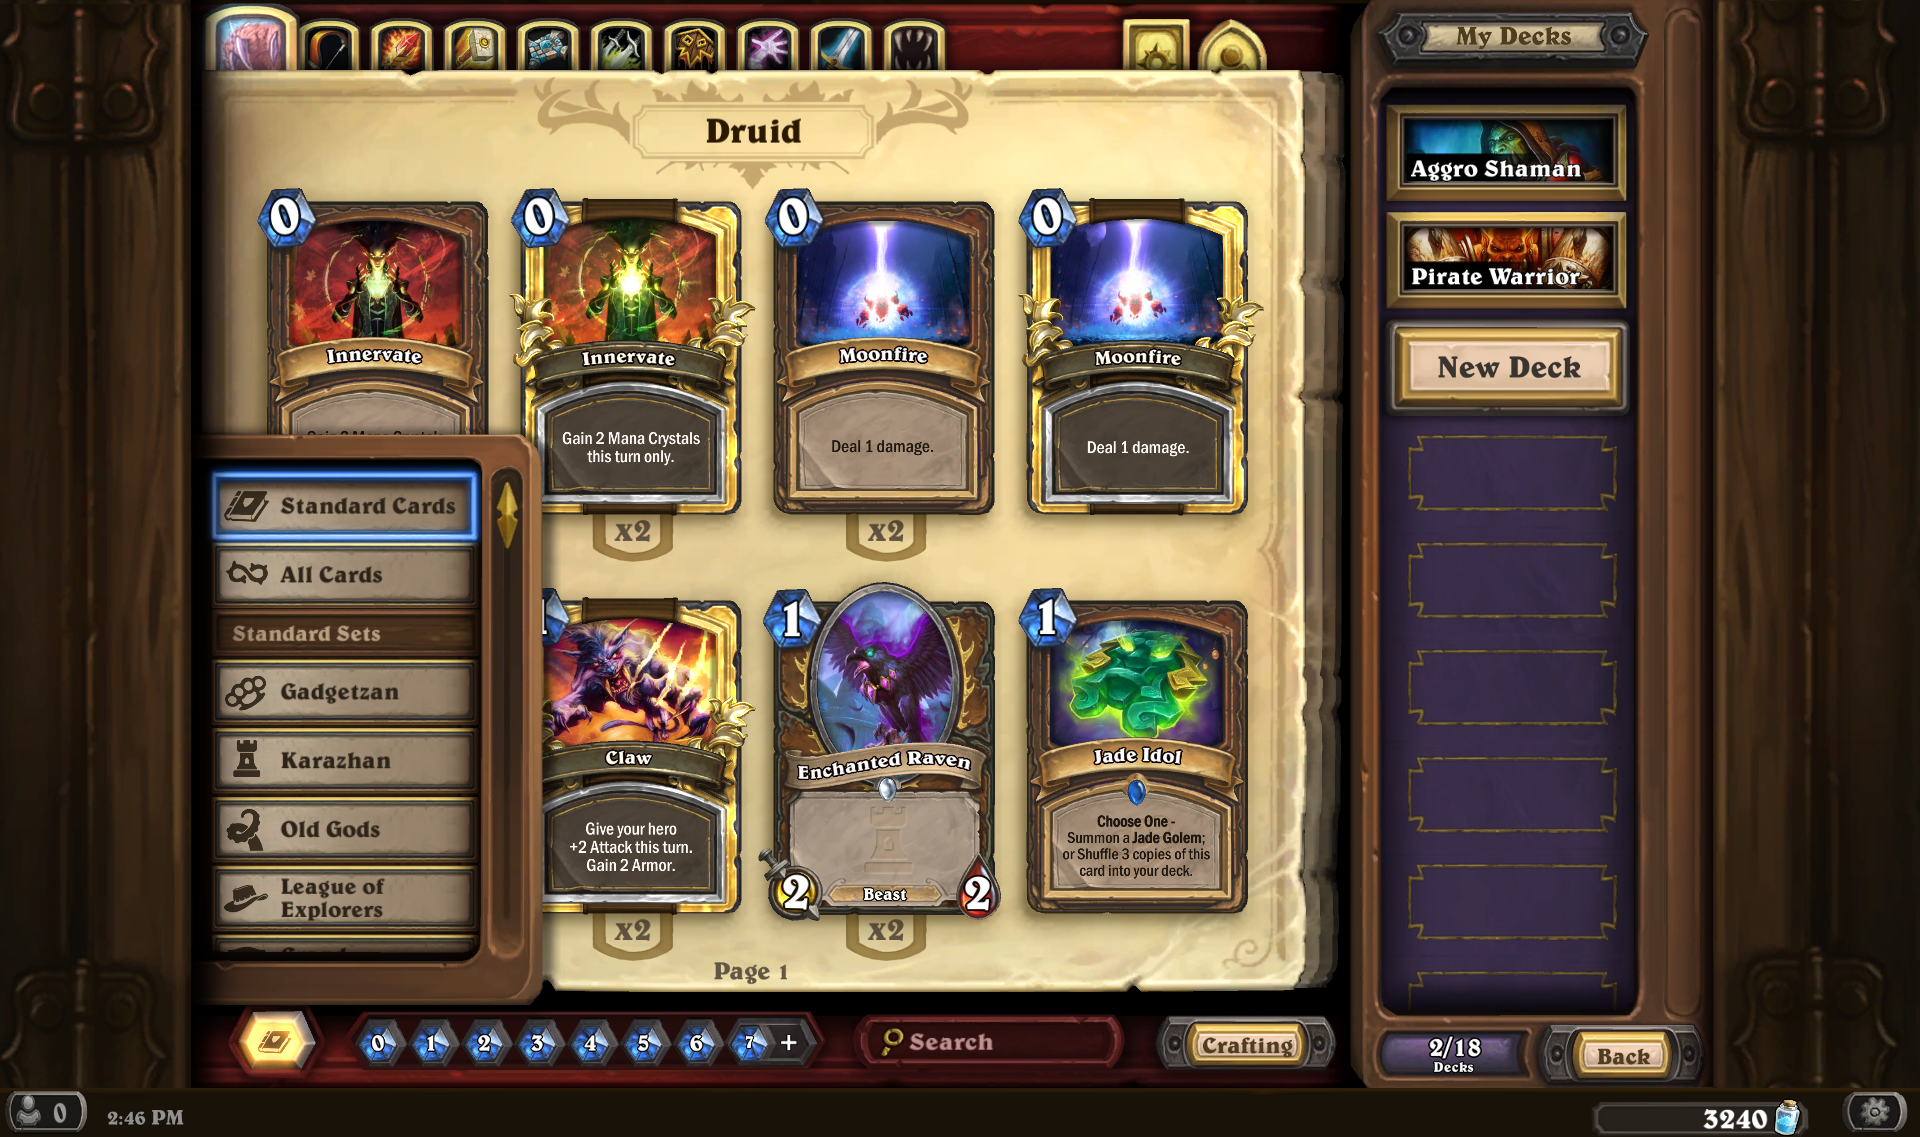 My Decks
Druid
Aggro Shaman
Pirate Warrior
New Deck
0
Innervate
0
Innervate
Gain 2 Mana Crystals
this turn only.
x2
0
Moonfire
Deal 1 damage.
x2
0
Moonfire
Deal 1 damage.
Standard Cards
All Cards
Standard Sets
Gadgetzan
Karazhan
Old Gods
League of
Explorers
1
Claw
Give your hero
+2 Attack this turn.
Gain 2 Armor.
x2
1
Enchanted Raven
2
Beast
2
x2
1
Jade Idol
Choose One -
Summon a Jade Golem;
or Shuffle 3 copies of this
card into your deck.
Page 1
0 1 2 3 4 5 6 7 +
Search
Crafting
2/18
Decks
Back
0
2:46 PM
3240